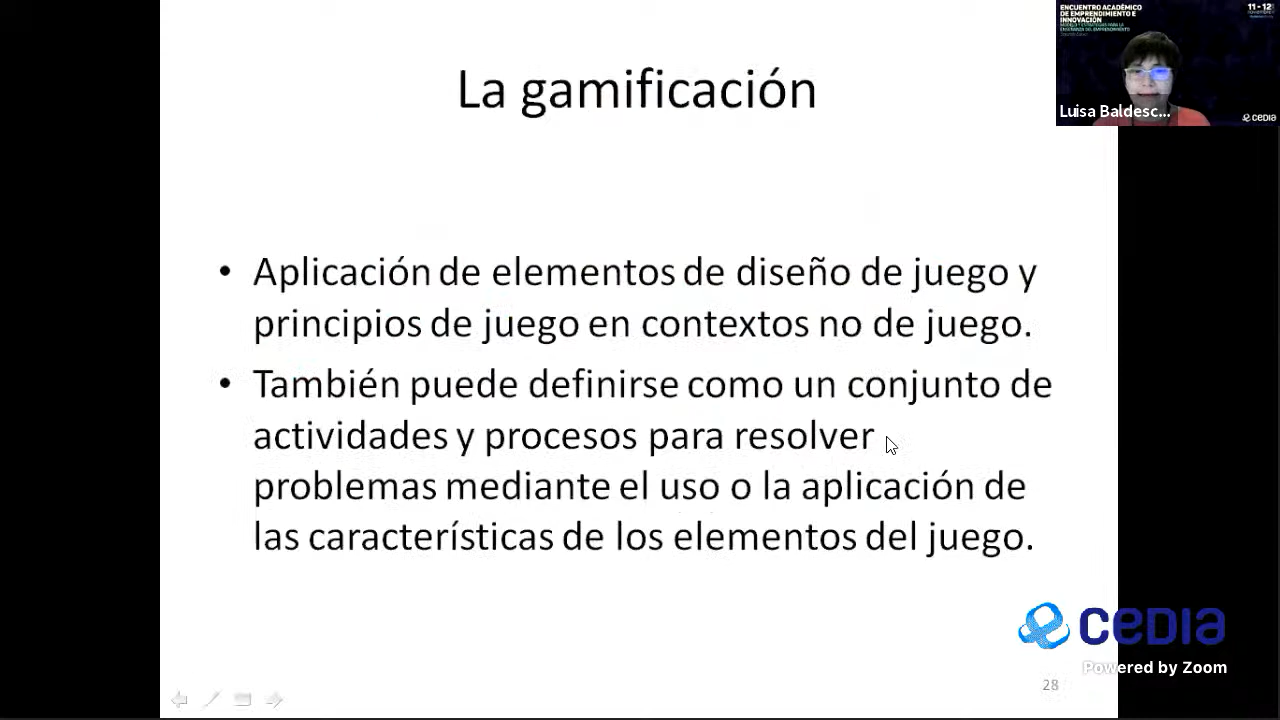 La gamificación
• Aplicación de elementos de diseño de juego y
principios de juego en contextos no de juego.
• También puede definirse como un conjunto de
actividades y procesos para resolver
problemas mediante el uso o la aplicación de
las características de los elementos del juego.
28
ENCUENTRO ACADÉMICO
DE EMPRENDIMIENTO E
INNOVACIÓN
11 - 12
Luisa Baldesc...
CEDIA
CEDIA
Powered by Zoom